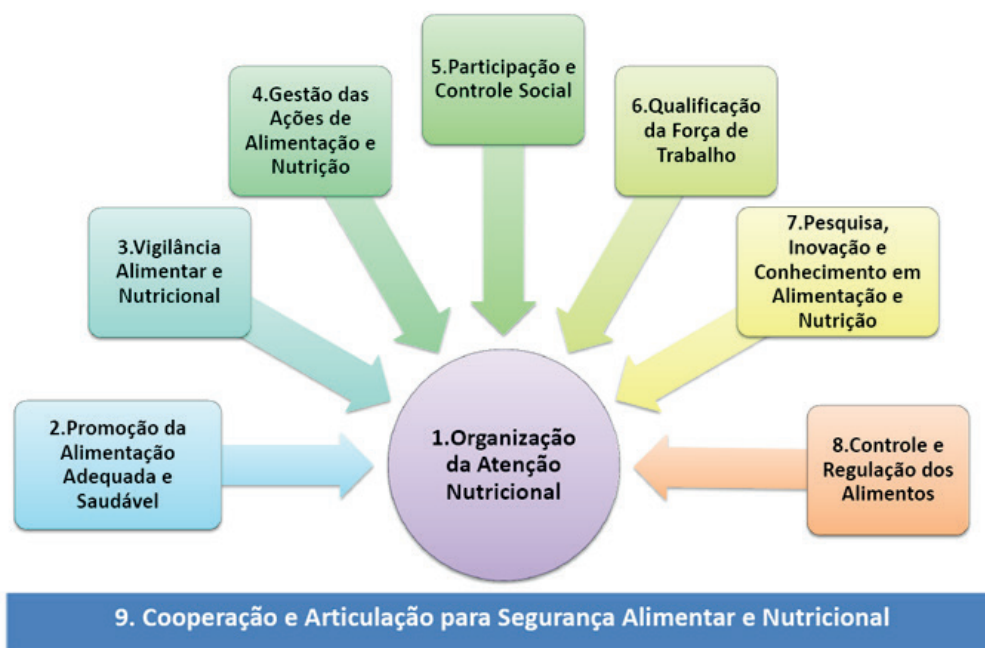 5.Participação e
Controle Social
4.Gestão das
Ações de
Alimentação e
Nutrição
6.Qualificação
da Força de
Trabalho
3.Vigilância
Alimentar e
Nutricional
7.Pesquisa,
Inovação e
Conhecimento em
Alimentação e
Nutrição
2.Promoção da
Alimentação
Adequada e
Saudável
1.Organização
da Atenção
Nutricional
8.Controle e
Regulação dos
Alimentos
9. Cooperação e Articulação para Segurança Alimentar e Nutricional